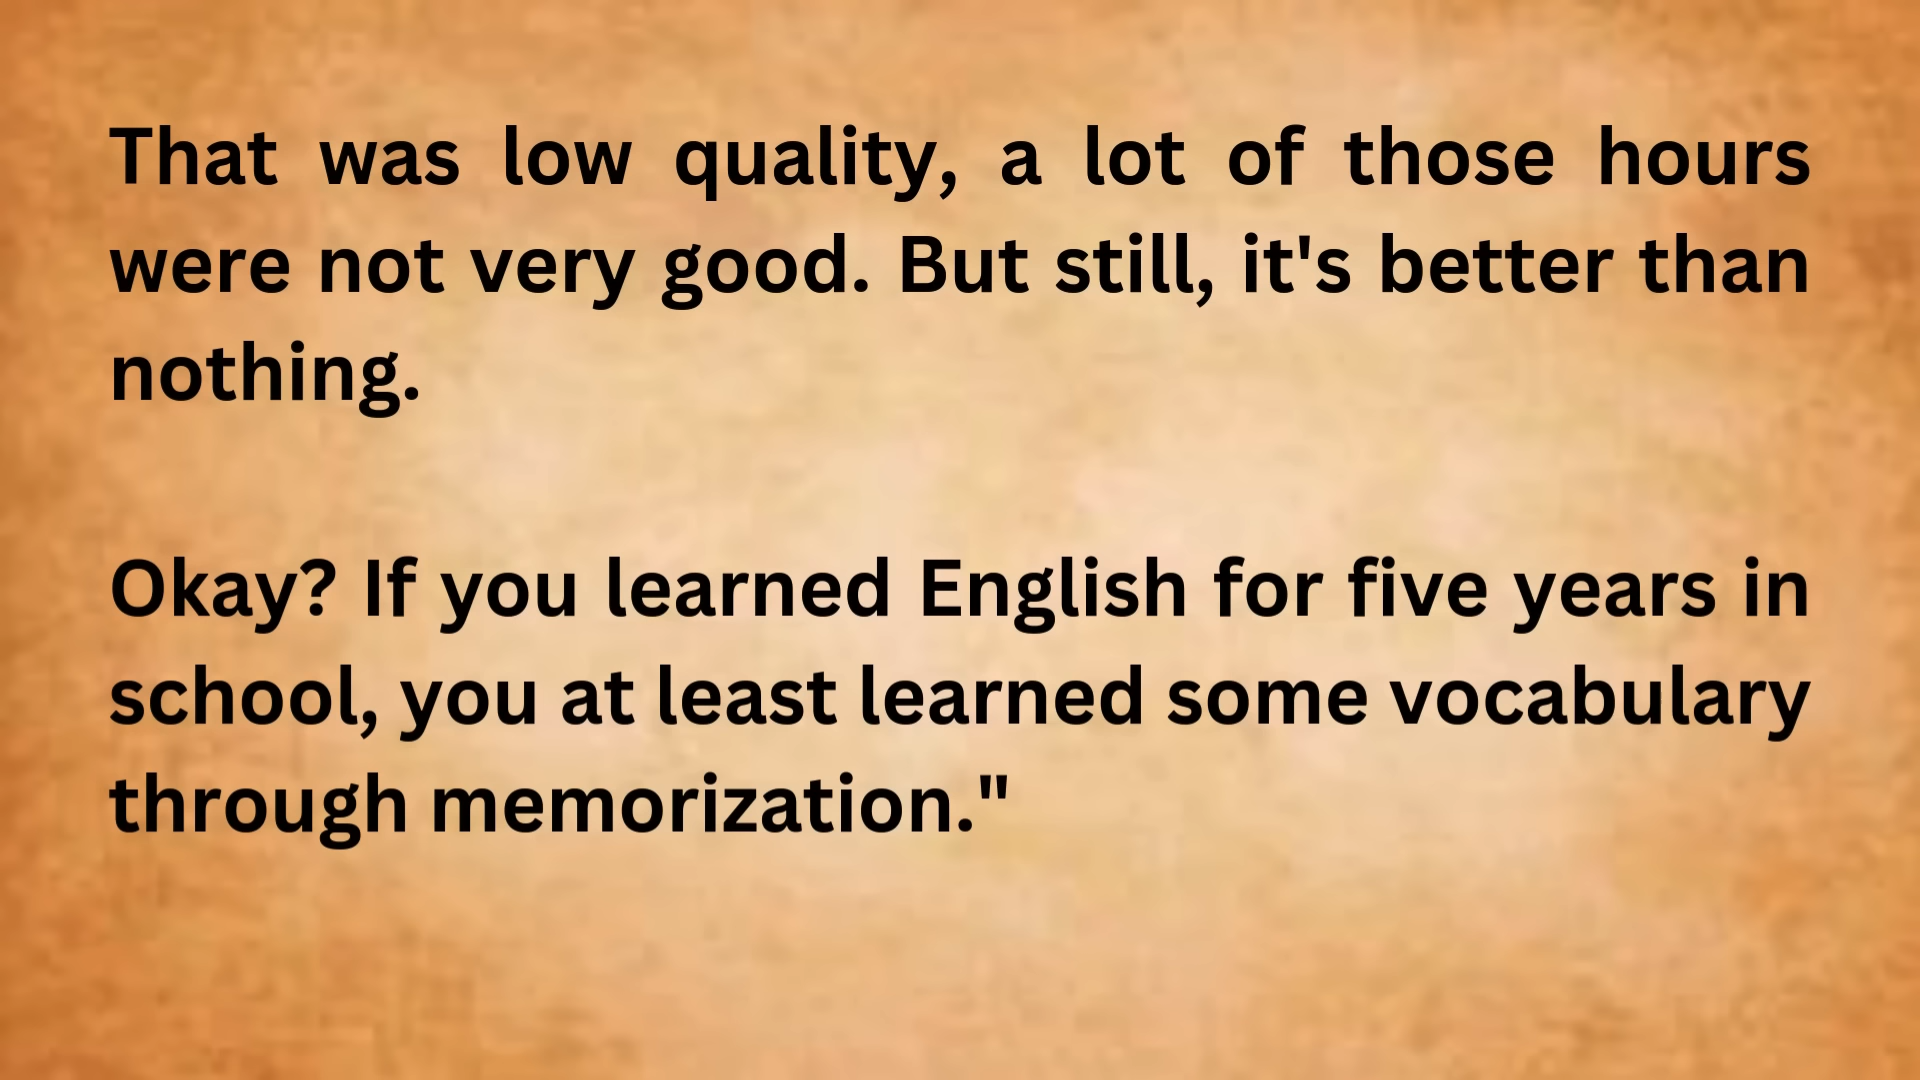 That was low quality, a lot of those hours
were not very good. But still, it's better than
nothing.
Okay? If you learned English for five years in
school, you at least learned some vocabulary
through memorization."